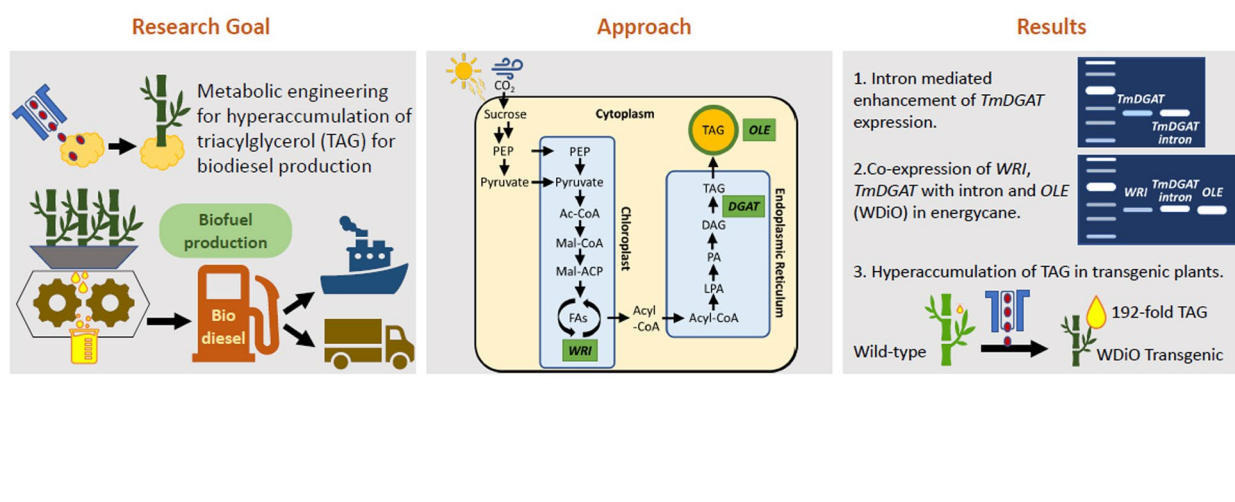 Research Goal
Metabolic engineering
for hyperaccumulation of
triacylglycerol (TAG) for
biodiesel production
Biofuel
production
Bio
diesel
Approach
CO2
Sucrose
PEP
Pyruvate
Cytoplasm
PEP
Pyruvate
Ac-CoA
Mal-CoA
Mal-ACP
FAs
WRI
Chloroplast
Acyl
-CoA
TAG
OLE
TAG
DGAT
DAG
PA
LPA
Acyl-CoA
Endoplasmic Reticulum
Results
1. Intron mediated
enhancement of TmDGAT
expression.
TmDGAT
TmDGAT
intron
2.Co-expression of WRI,
TmDGAT with intron and OLE
(WDiO) in energycane.
WRI
TmDGAT
intron
OLE
3. Hyperaccumulation of TAG in transgenic plants.
Wild-type
192-fold TAG
WDiO Transgenic